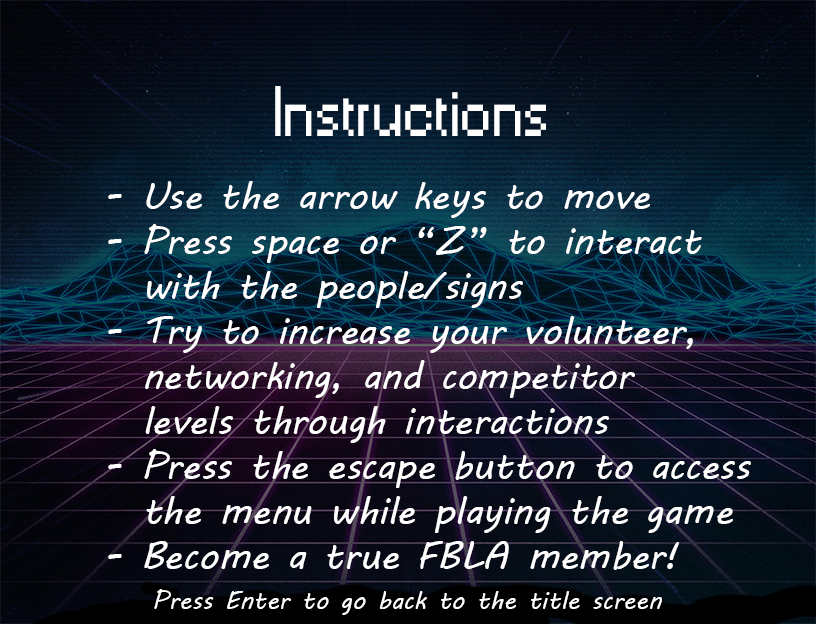 Instructions
- Use the arrow keys to move
- Press space or “Z” to interact
with the people/signs
- Try to increase your volunteer,
networking, and competitor
levels through interactions
- Press the escape button to access
the menu while playing the game
- Become a true FBLA member!
Press Enter to go back to the title screen